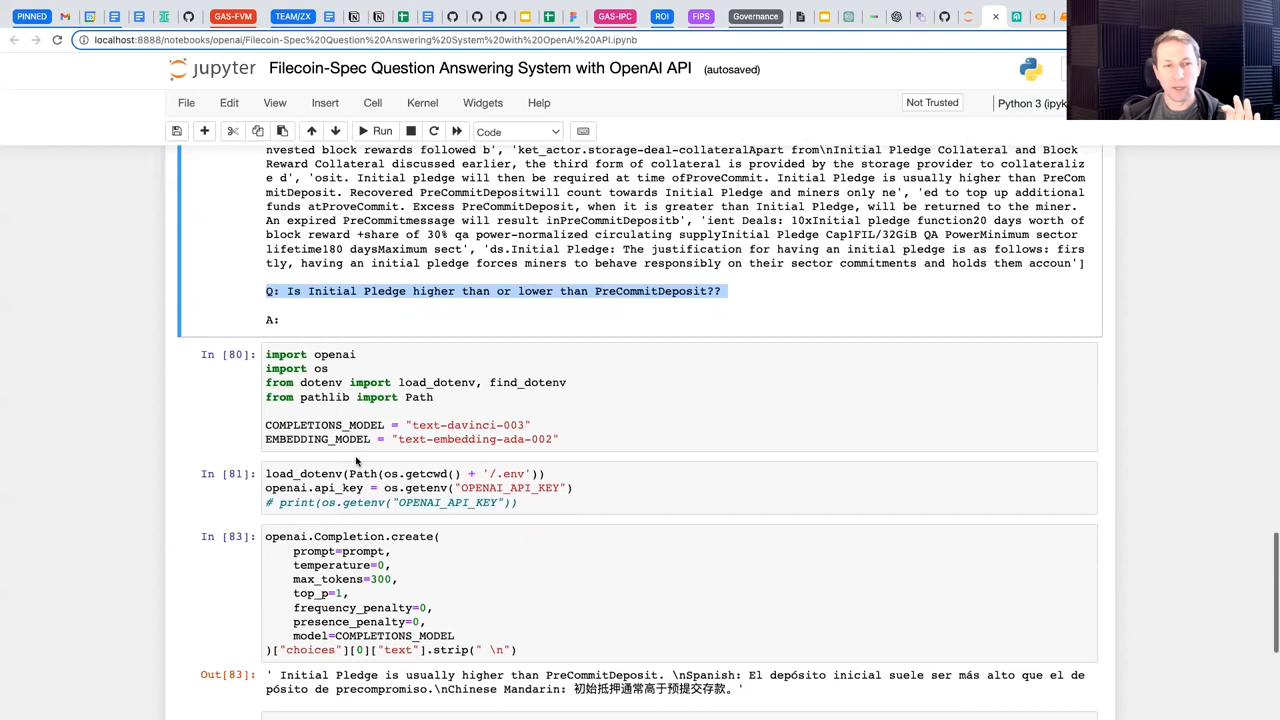 PINNED
GAS-FVM
TEAM/ZX
GAS-IPC
ROI
FIPS
Governance
localhost:8888/notebooks/openai/Filecoin-Spec%20Question%20Answering%20System%20with%20OpenAI%20API.ipynb
jupyter Filecoin-Spec Question Answering System with OpenAI API (autosaved)
File Edit View Insert Cell Kernel Widgets Help
Not Trusted
Python 3 (ipyk
Run
Code
nvested block rewards followed b', 'ket_actor.storage-deal-collateralApart from\nInitial Pledge Collateral and Block
Reward Collateral discussed earlier, the third form of collateral is provided by the storage provider to collateraliz
e d', 'osit. Initial pledge will then be required at time ofProveCommit. Initial Pledge is usually higher than PreCom
mitDeposit. Recovered PreCommitDepositwill count towards Initial Pledge and miners only ne', 'ed to top up additional
funds atProveCommit. Excess PreCommitDeposit, when it is greater than Initial Pledge, will be returned to the miner.
An expired PreCommitmessage will result inPreCommitDepositb', 'ient Deals: 10xInitial pledge function20 days worth of
block reward +share of 30% qa power-normalized circulating supplyInitial Pledge Cap1FIL/32GiB QA PowerMinimum sector
lifetime180 daysMaximum sect', 'ds.Initial Pledge: The justification for having an initial pledge is as follows: firs
tly, having an initial pledge forces miners to behave responsibly on their sector commitments and holds them accoun']
Q: Is Initial Pledge higher than or lower than PreCommitDeposit??
A:
In [80]:
import openai
import os
from dotenv import load_dotenv, find_dotenv
from pathlib import Path
COMPLETIONS_MODEL = "text-davinci-003"
EMBEDDING_MODEL = "text-embedding-ada-002"
In [81]:
load_dotenv(Path(os.getcwd() + '/.env'))
openai.api_key = os.getenv("OPENAI_API_KEY")
# print(os.getenv("OPENAI_API_KEY"))
In [83]:
openai.Completion.create(
prompt=prompt,
temperature=0,
max_tokens=300,
top_p=1,
frequency_penalty=0,
presence_penalty=0,
model=COMPLETIONS_MODEL
)["choices"][0]["text"].strip(" \n")
Out[83]:
' Initial Pledge is usually higher than PreCommitDeposit. \nSpanish: El depósito inicial suele ser más alto que el de
pósito de precompromiso.\nChinese Mandarin: 初始抵押通常高于预提交存款。'